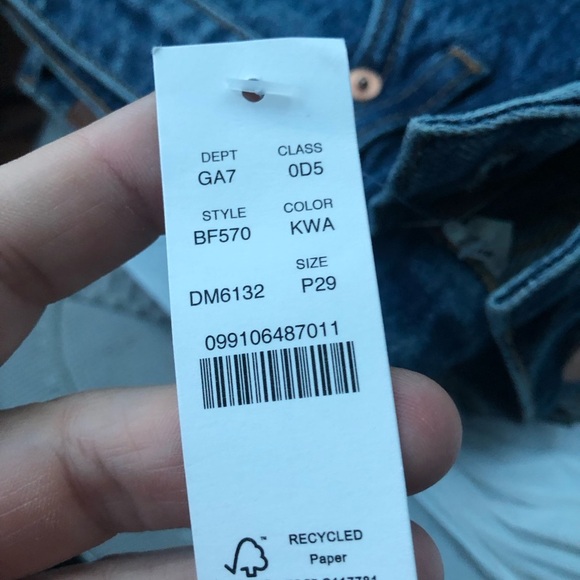 DEPT CLASS
GA7 0D5
STYLE COLOR
BF570 KWA
SIZE
DM6132 P29
099106487011
RECYCLED
Paper